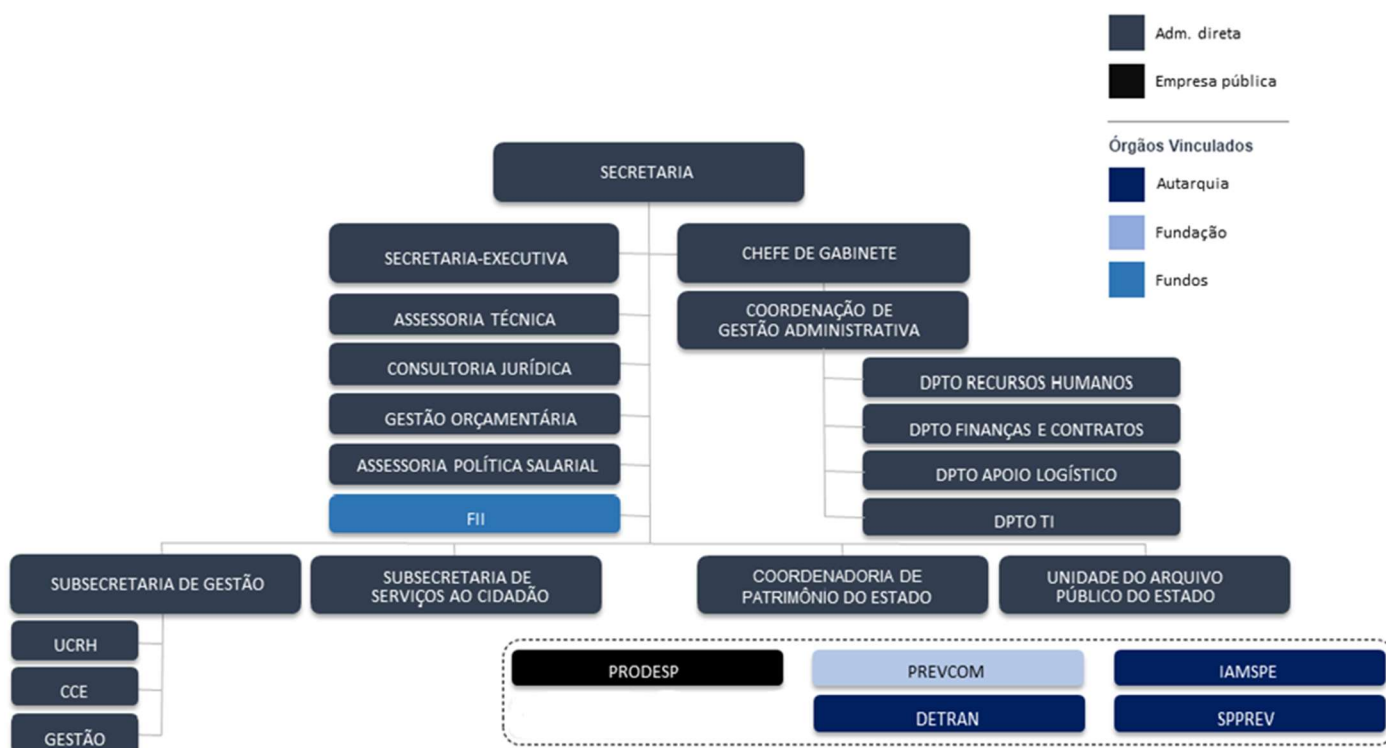 Adm. direta
Empresa pública
Órgãos Vinculados
Autarquia
Fundação
Fundos
SECRETARIA
SECRETARIA-EXECUTIVA
CHEFE DE GABINETE
ASSESSORIA TÉCNICA
COORDENAÇÃO DE
GESTÃO ADMINISTRATIVA
CONSULTORIA JURÍDICA
DPTO RECURSOS HUMANOS
GESTÃO ORÇAMENTÁRIA
DPTO FINANÇAS E CONTRATOS
ASSESSORIA POLÍTICA SALARIAL
DPTO APOIO LOGÍSTICO
FII
DPTO TI
SUBSECRETARIA DE GESTÃO
SUBSECRETARIA DE
SERVIÇOS AO CIDADÃO
COORDENADORIA DE
PATRIMÔNIO DO ESTADO
UNIDADE DO ARQUIVO
PÚBLICO DO ESTADO
UCRH
CCE
GESTÃO
PRODESP
PREVCOM
IAMSPE
DETRAN
SPPREV